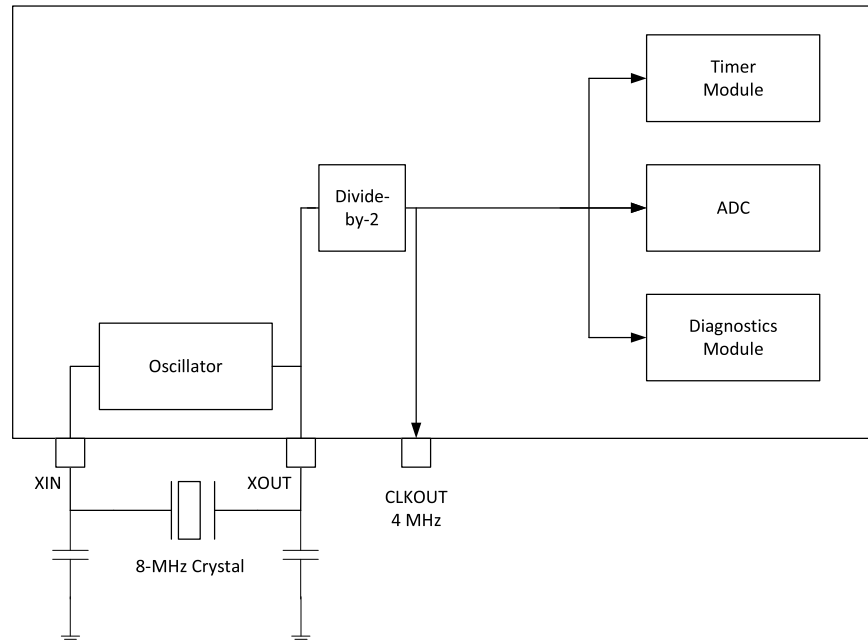 Timer
Module
Divide-
by-2
ADC
Diagnostics
Module
Oscillator
XIN
XOUT
CLKOUT
4 MHz
8-MHz Crystal